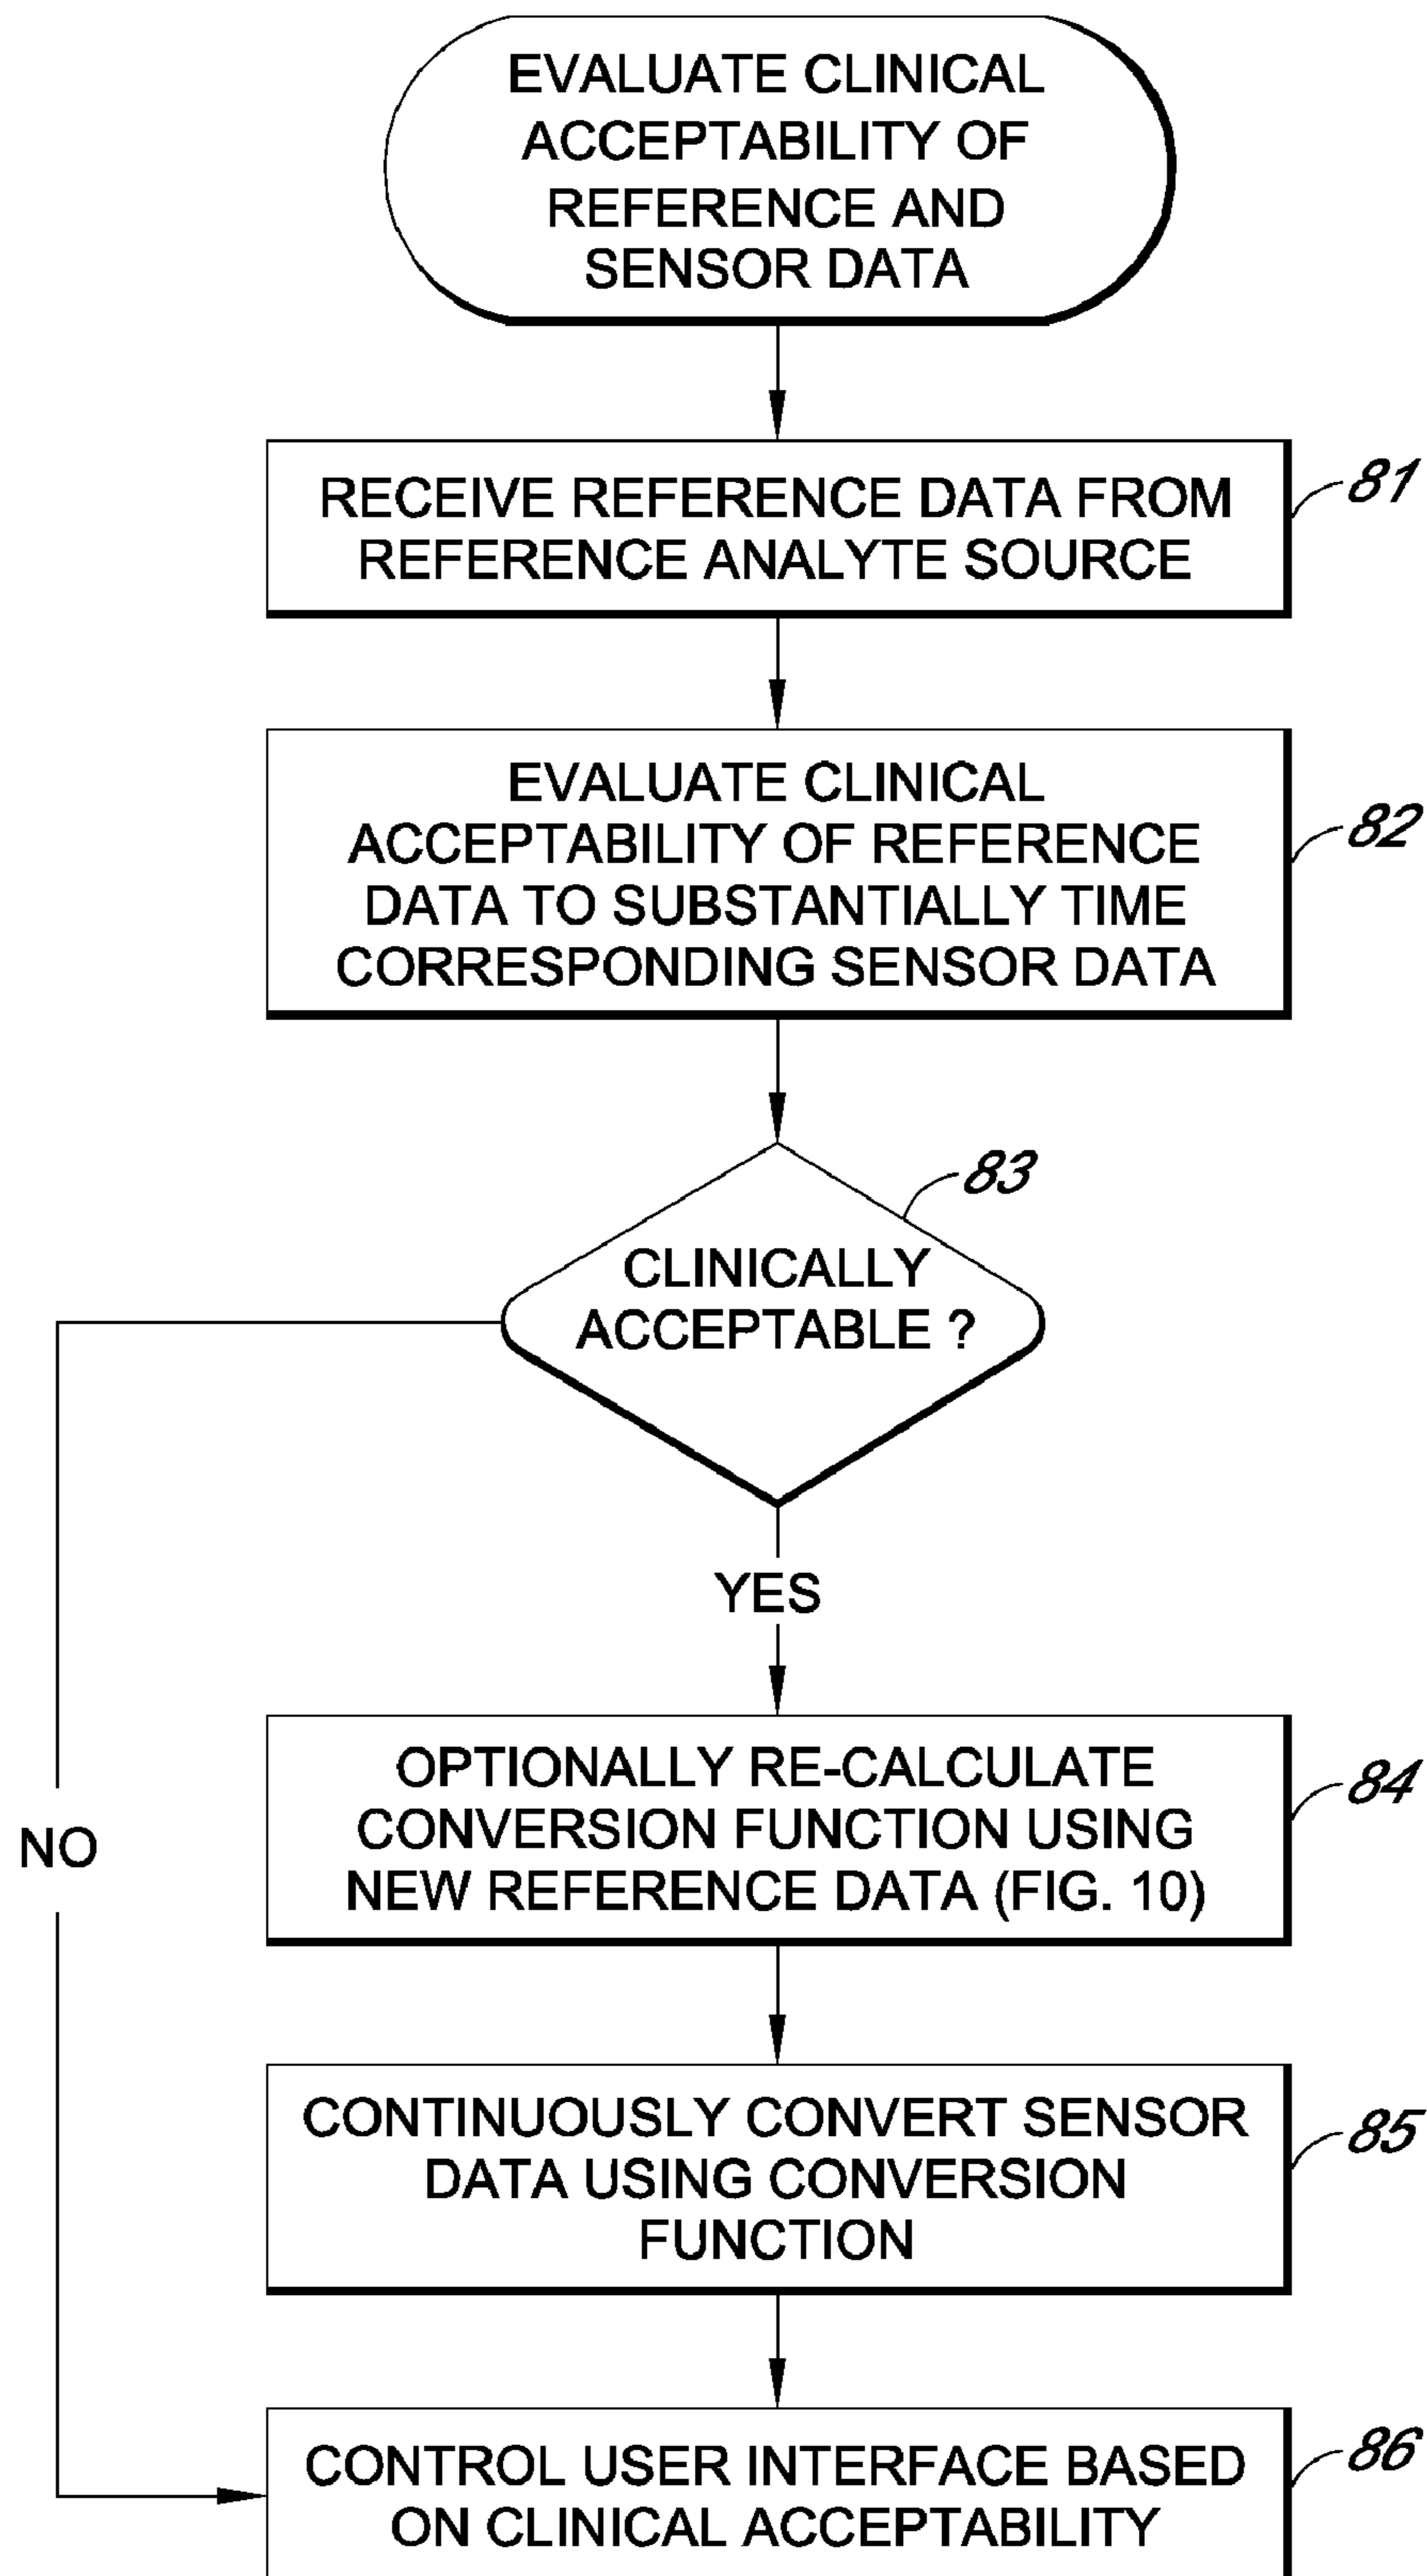 EVALUATE CLINICAL
ACCEPTABILITY OF
REFERENCE AND
SENSOR DATA
RECEIVE REFERENCE DATA FROM
REFERENCE ANALYTE SOURCE
81
EVALUATE CLINICAL
ACCEPTABILITY OF REFERENCE
DATA TO SUBSTANTIALLY TIME
CORRESPONDING SENSOR DATA
82
83
CLINICALLY
ACCEPTABLE ?
YES
NO
OPTIONALLY RE-CALCULATE
CONVERSION FUNCTION USING
NEW REFERENCE DATA (FIG. 10)
84
CONTINUOUSLY CONVERT SENSOR
DATA USING CONVERSION
FUNCTION
85
CONTROL USER INTERFACE BASED
ON CLINICAL ACCEPTABILITY
86